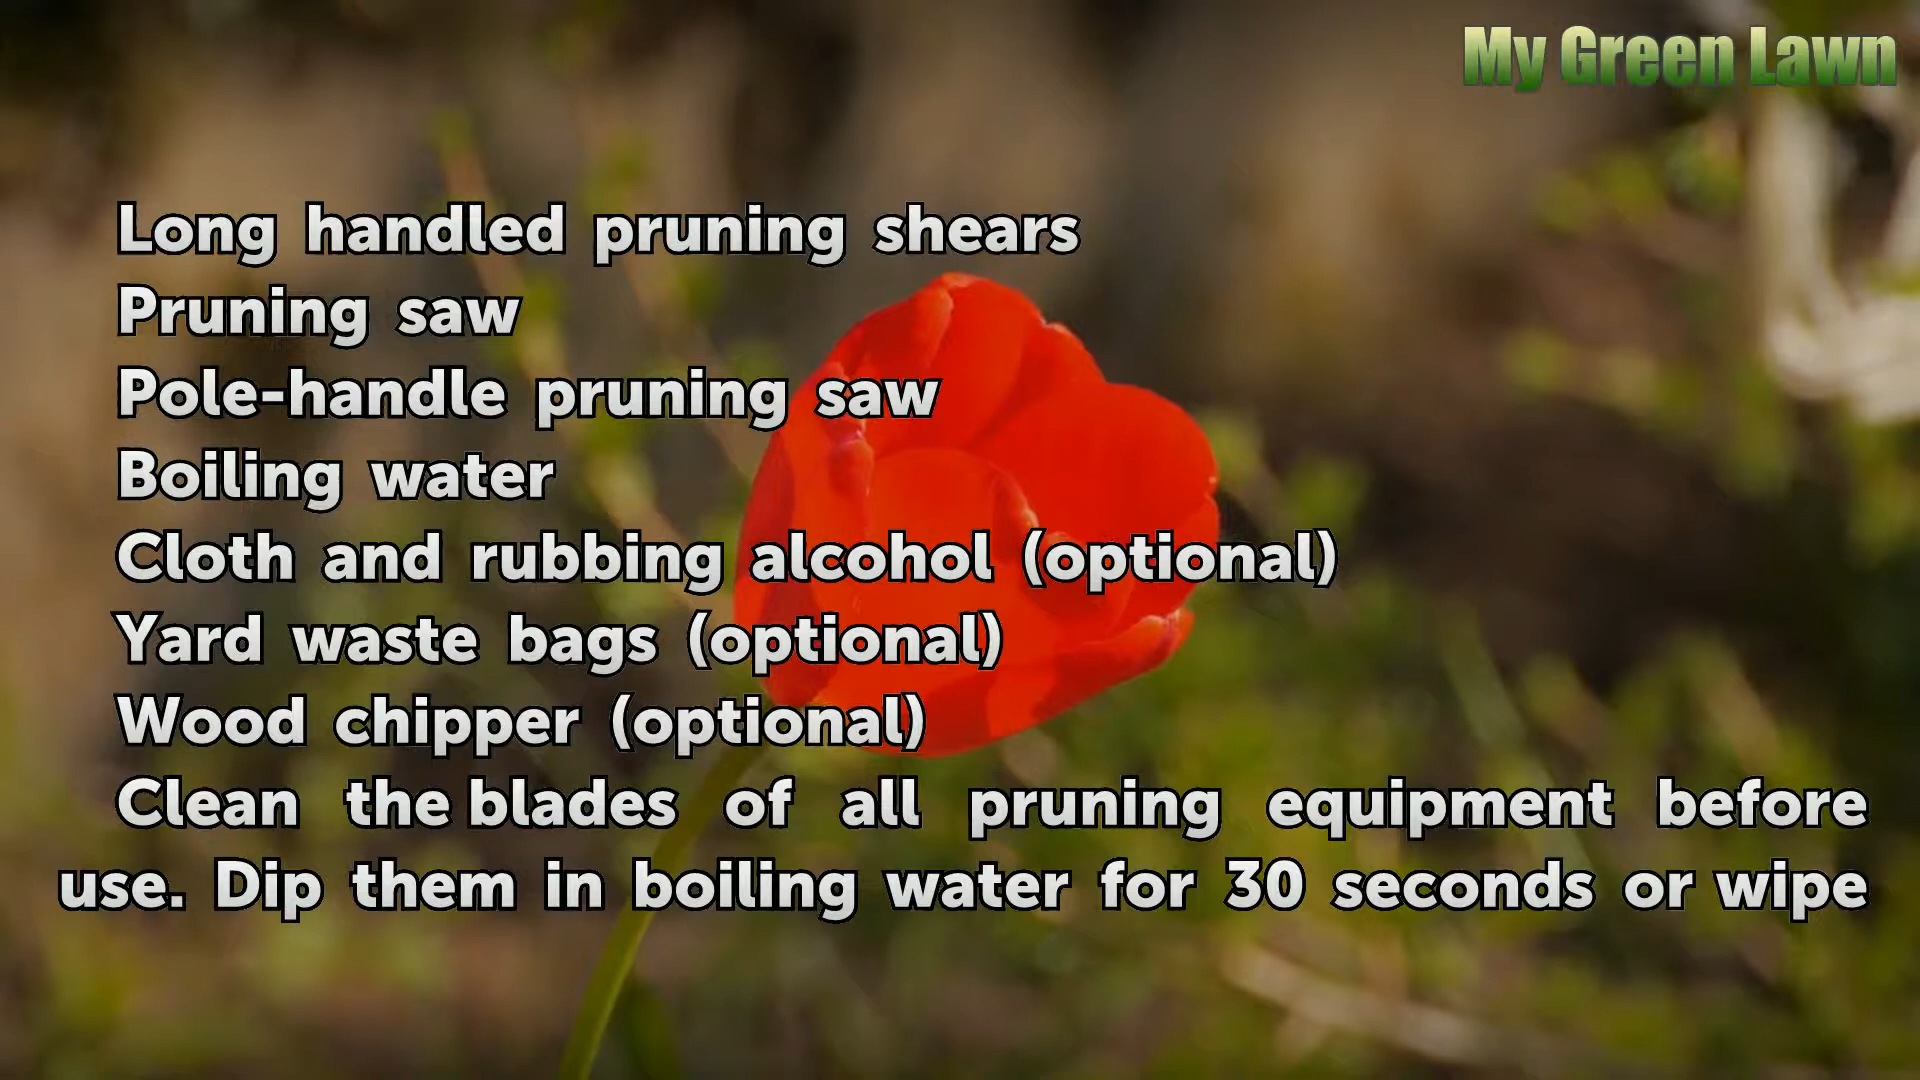 My Green Lawn
Long handled pruning shears
Pruning saw
Pole-handle pruning saw
Boiling water
Cloth and rubbing alcohol (optional)
Yard waste bags (optional)
Wood chipper (optional)
Clean the blades of all pruning equipment before
use. Dip them in boiling water for 30 seconds or wipe